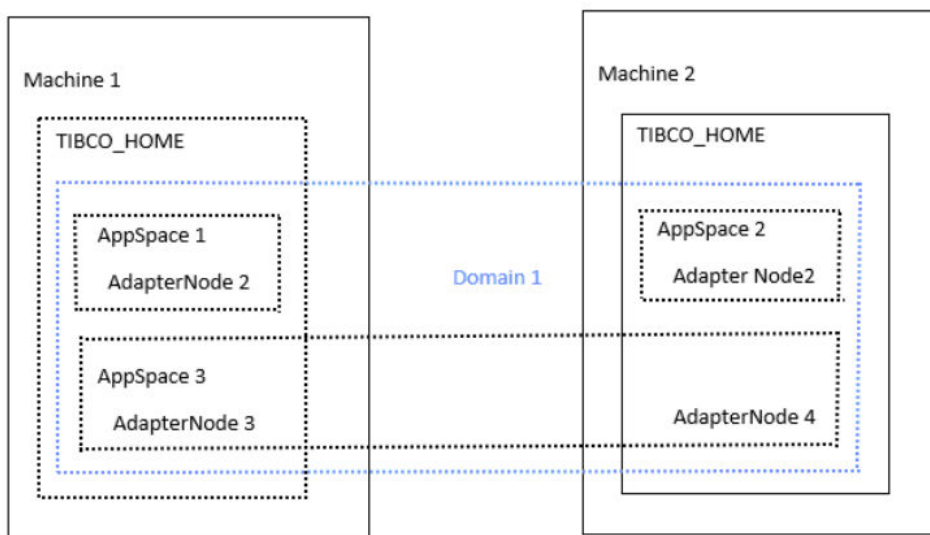 Machine 1
TIBCO_HOME
AppSpace 1
AdapterNode 2
AppSpace 3
AdapterNode 3
Domain 1
Machine 2
TIBCO_HOME
AppSpace 2
Adapter Node2
AdapterNode 4